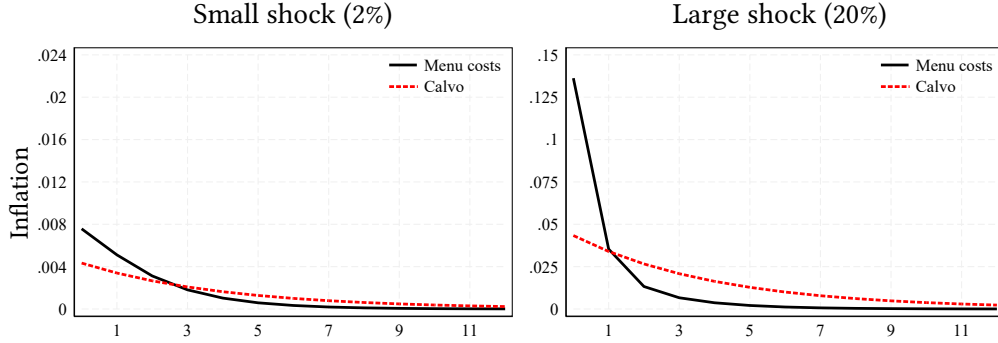 Small shock (2%)
Large shock (20%)
Inflation
.024
.02
.016
.012
.008
.004
0
Menu costs
Calvo
1 3 5 7 9 11
.15
.125
.1
.075
.05
.025
0
Menu costs
Calvo
1 3 5 7 9 11